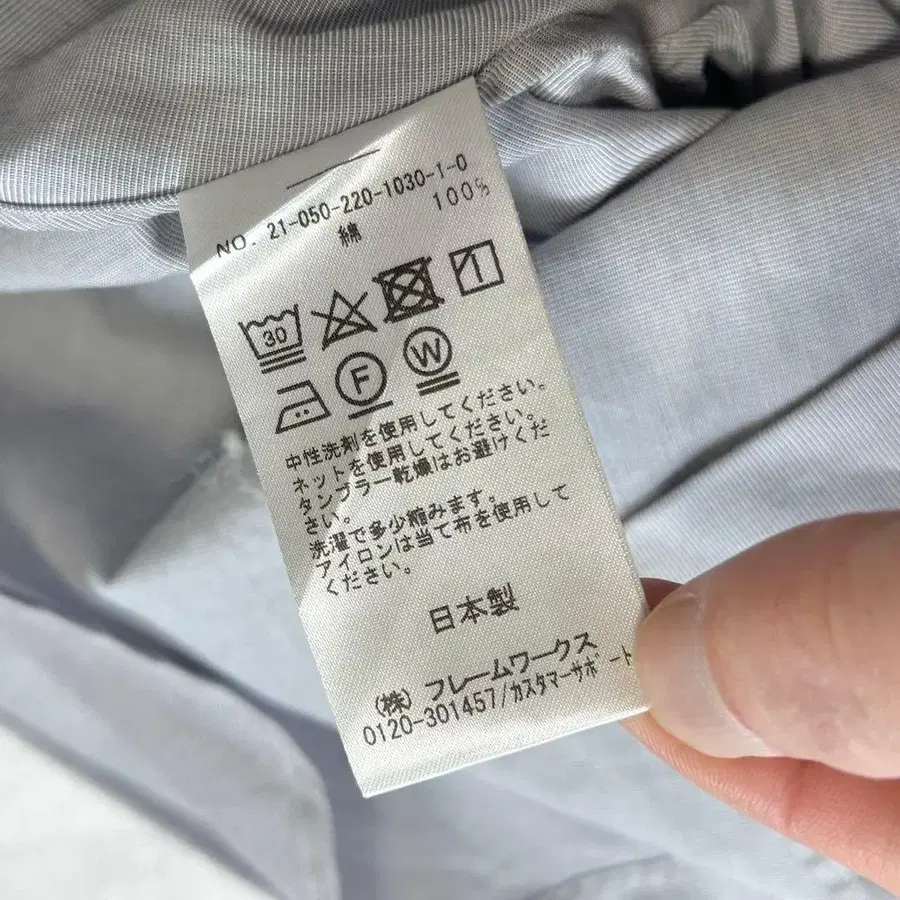 NO. 21-050-220-1030-1-0
綿 100%
30
F W
中性洗剤を使用してください。
ネットを使用してください。
タンブラー乾燥はお避けくだ
さい。
洗濯で多少縮みます。
アイロンは当て布を使用して
ください。
日本製
(株) フレームワークス
0120-301457/カスタマーサポート